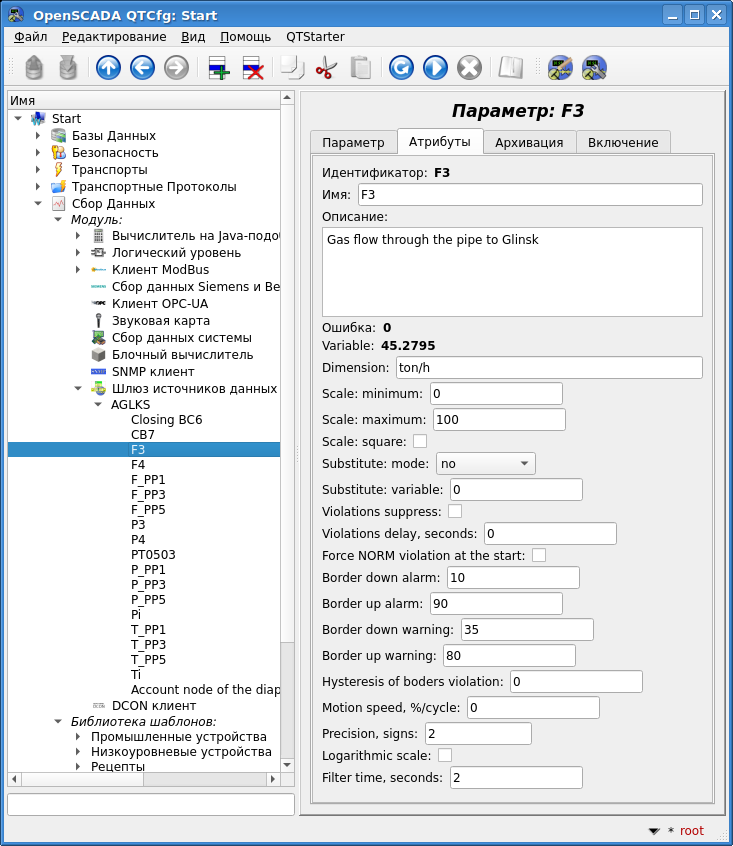 OpenSCADA QTCfg: Start
Файл Редактирование Вид Помощь QTStarter
Имя
Start
Базы Данных
Безопасность
Транспорты
Транспортные Протоколы
Сбор Данных
Модуль:
Вычислитель на Java-подо
Логический уровень
Клиент ModBus
Сбор данных Siemens и Be
Клиент OPC-UA
Звуковая карта
Сбор данных системы
Блочный вычислитель
SNMP клиент
Шлюз источников данных
AGLKS
Closing BC6
CB7
F3
F4
F_PP1
F_PP3
F_PP5
P3
P4
PT0503
P_PP1
P_PP3
P_PP5
Pi
T_PP1
T_PP3
T_PP5
Ti
Account node of the diap
DCON клиент
Библиотека шаблонов:
Промышленные устройства
Низкоуровневые устройства
Рецепты
Параметр: F3
Параметр Атрибуты Архивация Включение
Идентификатор: F3
Имя: F3
Описание:
Gas flow through the pipe to Glinsk
Ошибка: 0
Variable: 45.2795
Dimension: ton/h
Scale: minimum: 0
Scale: maximum: 100
Scale: square:
Substitute: mode: no
Substitute: variable: 0
Violations suppress:
Violations delay, seconds: 0
Force NORM violation at the start:
Border down alarm: 10
Border up alarm: 90
Border down warning: 35
Border up warning: 80
Hysteresis of boders violation: 0
Motion speed, %/cycle: 0
Precision, signs: 2
Logarithmic scale:
Filter time, seconds: 2
* root